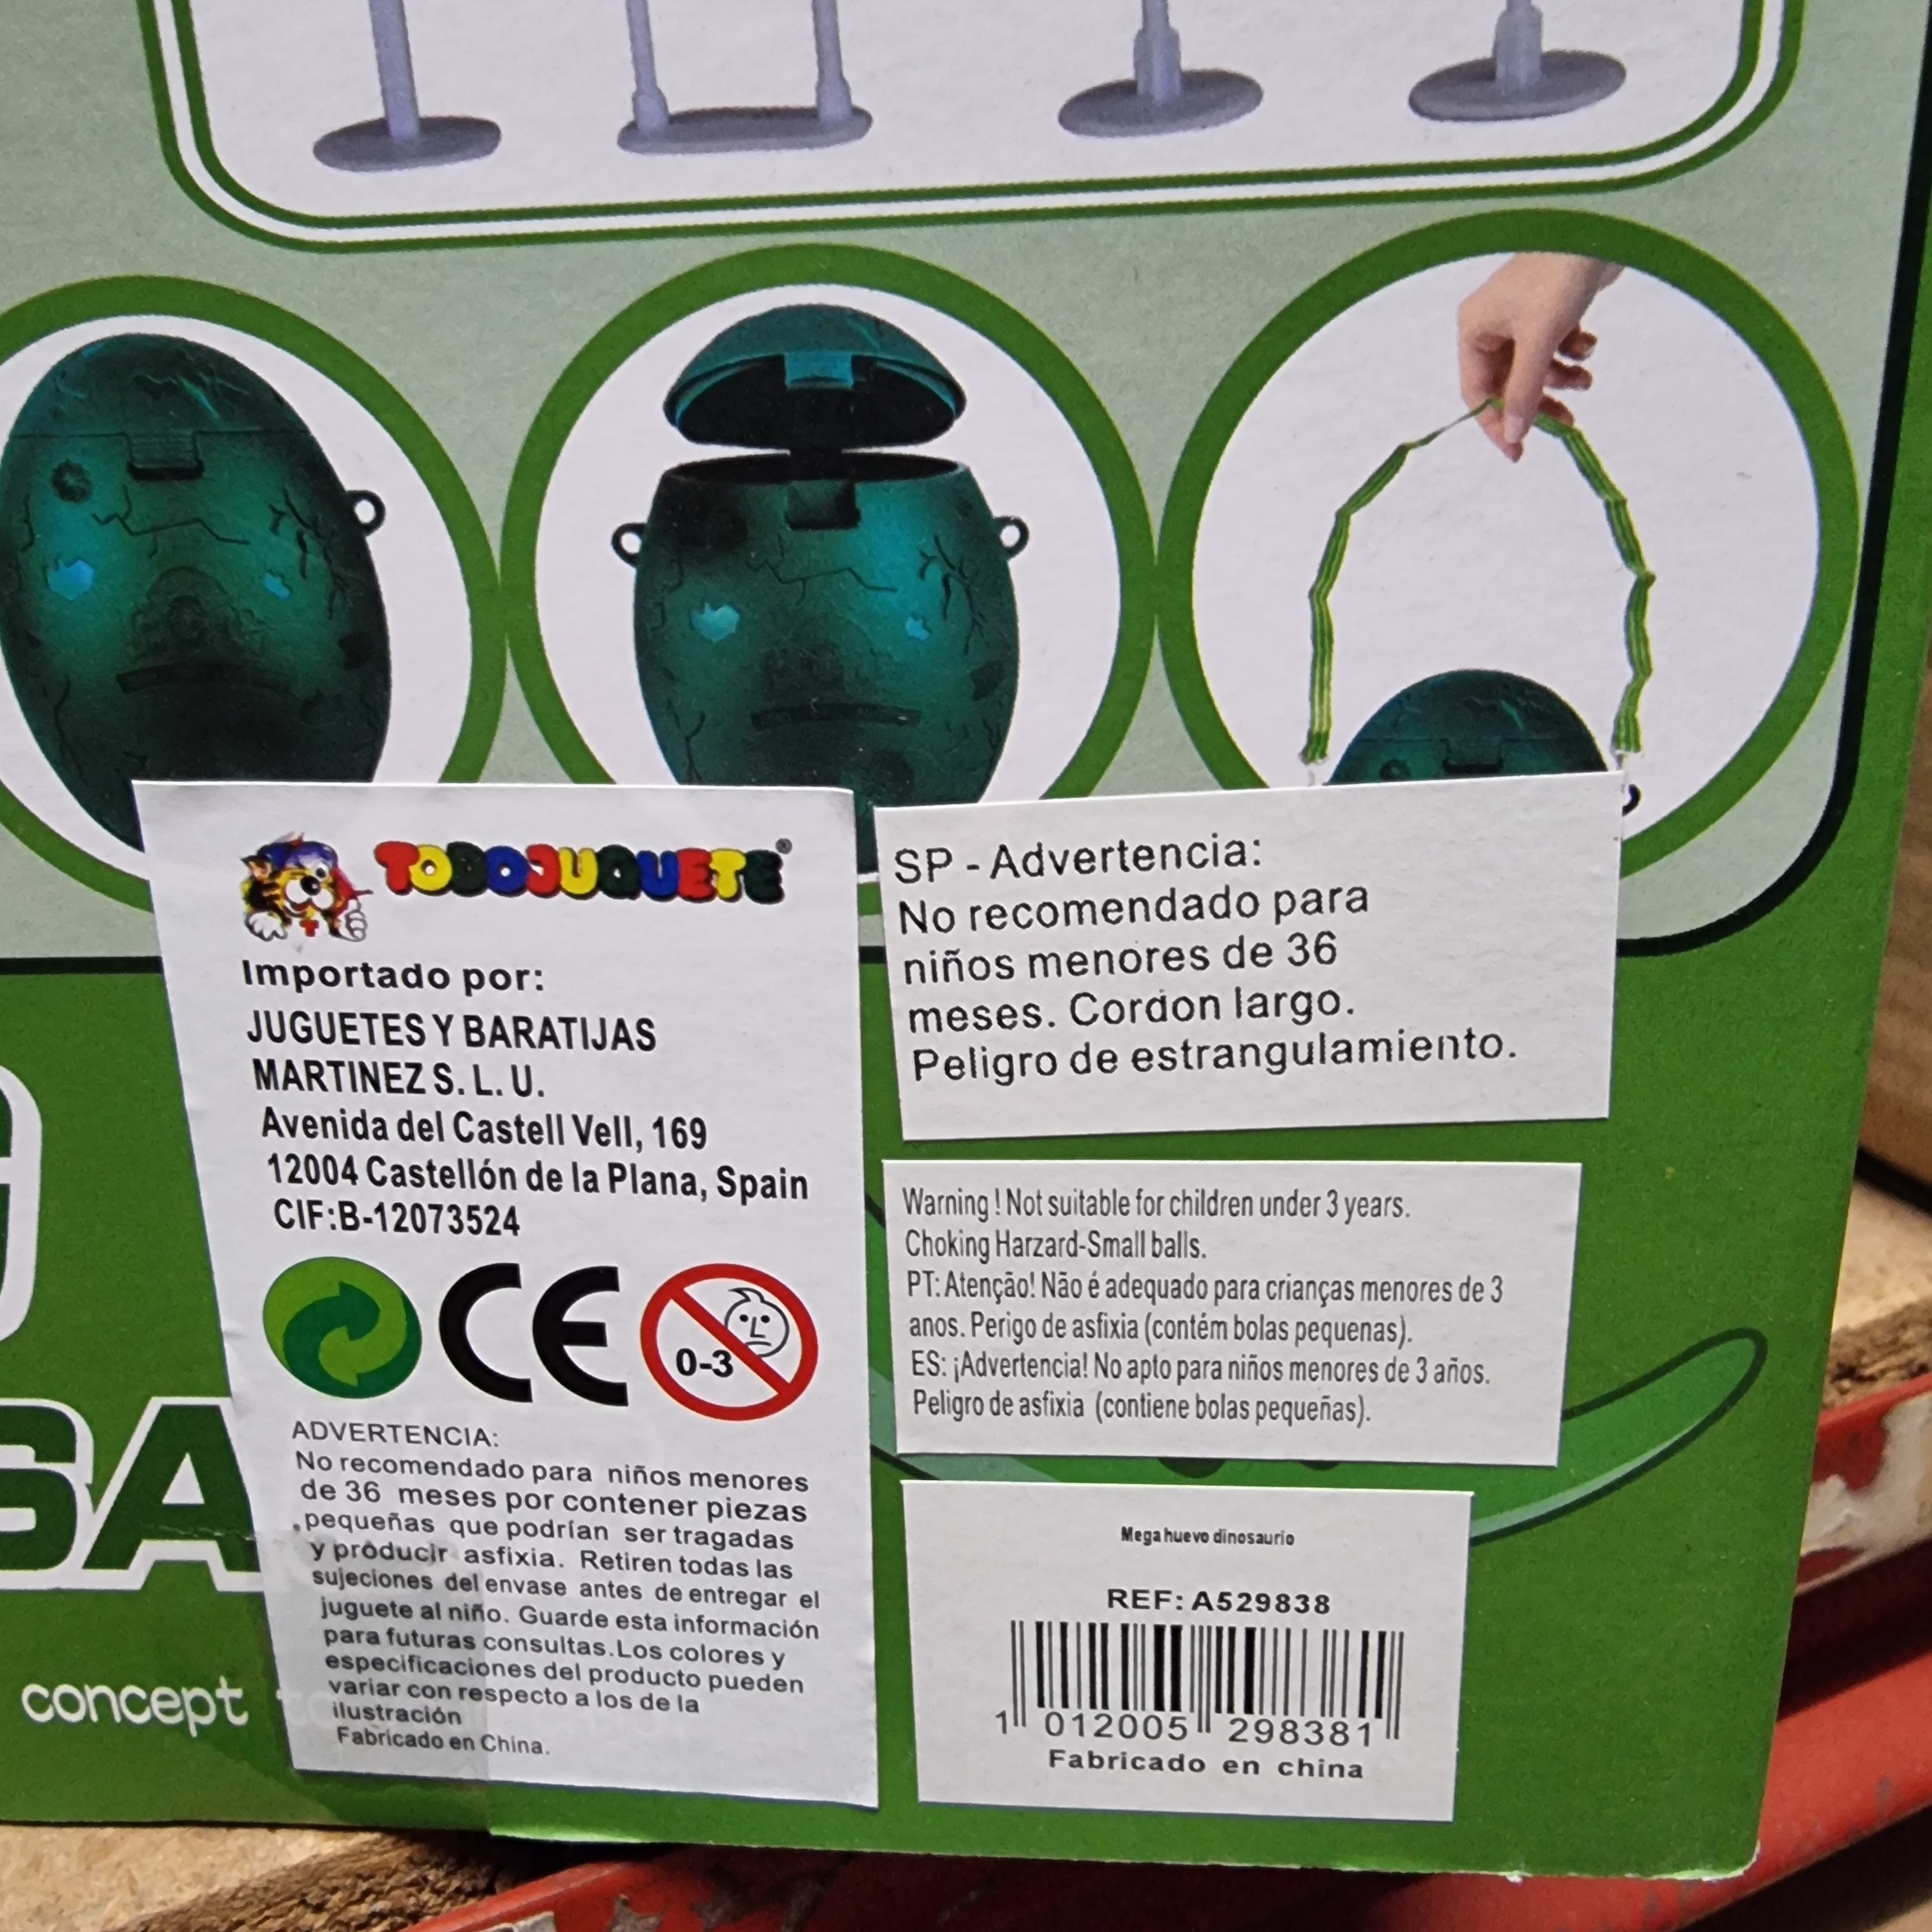 TODOJUQUETE®
Importado por:
JUGUETES Y BARATIJAS
MARTINEZ S. L. U.
Avenida del Castell Vell, 169
12004 Castellón de la Plana, Spain
CIF:B-12073524
CE
0-3
ADVERTENCIA:
No recomendado para niños menores
de 36 meses por contener piezas
pequeñas que podrían ser tragadas
y producir asfixia. Retiren todas las
sujeciones del envase antes de entregar el
juguete al niño. Guarde esta información
para futuras consultas.Los colores y
especificaciones del producto pueden
variar con respecto a los de la
ilustración
Fabricado en China.
SP - Advertencia:
No recomendado para
niños menores de 36
meses. Cordon largo.
Peligro de estrangulamiento.
Warning ! Not suitable for children under 3 years.
Choking Harzard-Small balls.
PT: Atenção! Não é adequado para crianças menores de 3
anos. Perigo de asfixia (contém bolas pequenas).
ES: ¡Advertencia! No apto para niños menores de 3 años.
Peligro de asfixia (contiene bolas pequeñas).
Mega huevo dinosaurio
REF: A529838
1 012005 298381
Fabricado en china
SA
concept